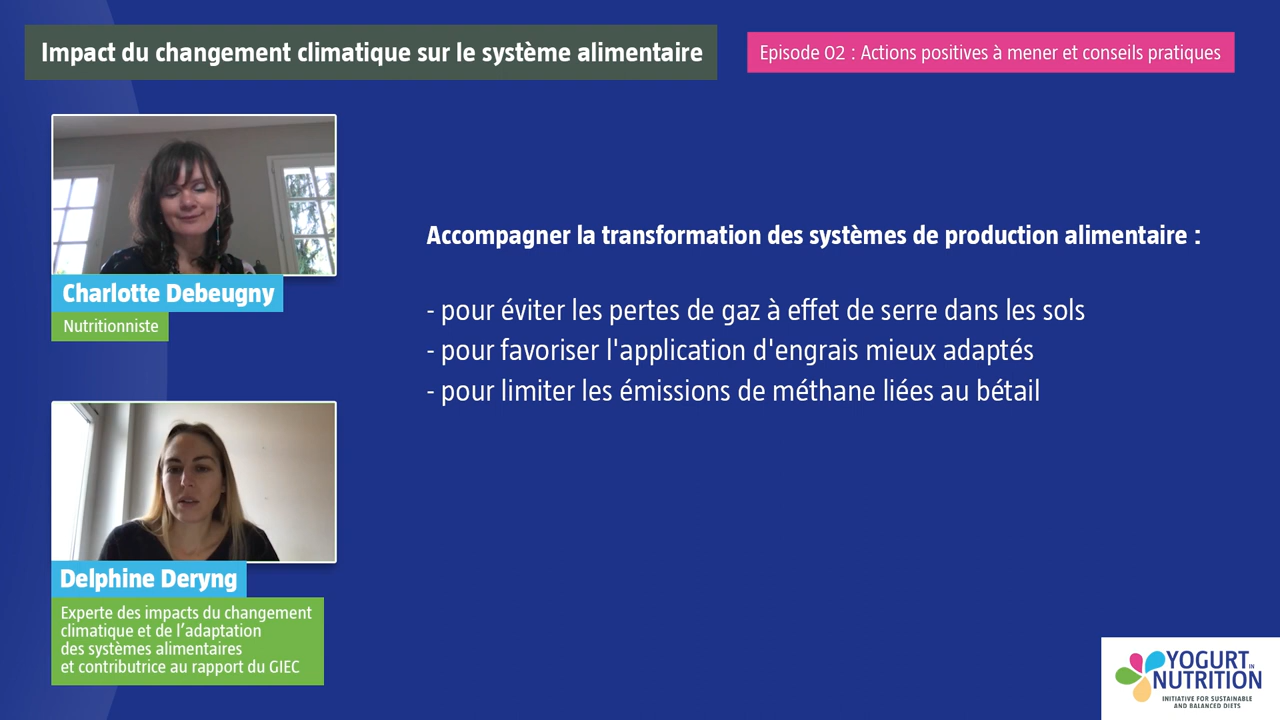 Impact du changement climatique sur le système alimentaire
Episode 02 : Actions positives à mener et conseils pratiques
Charlotte Debeugny
Nutritionniste
Accompagner la transformation des systèmes de production alimentaire :
- pour éviter les pertes de gaz à effet de serre dans les sols
- pour favoriser l'application d'engrais mieux adaptés
- pour limiter les émissions de méthane liées au bétail
Delphine Deryng
Experte des impacts du changement
climatique et de l’adaptation
des systèmes alimentaires
et contributrice au rapport du GIEC
YOGURT IN
NUTRITION
INITIATIVE FOR SUSTAINABLE
AND BALANCED DIETS